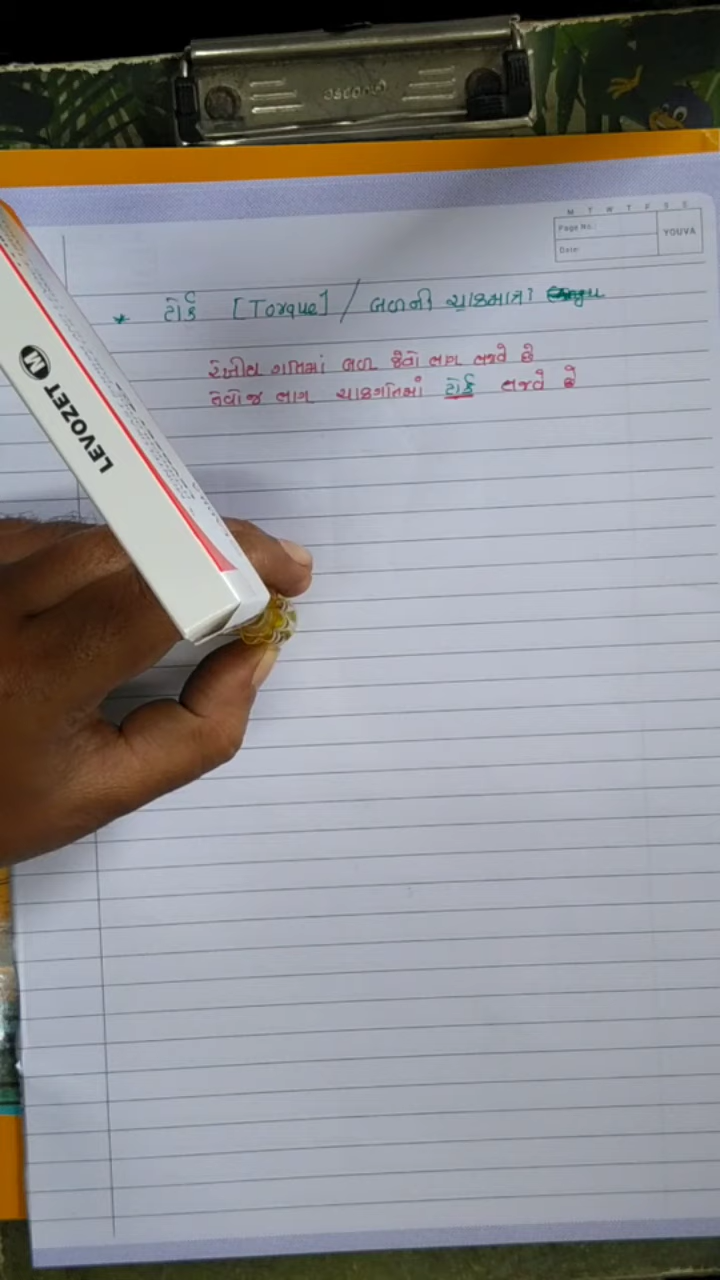 M T W T F S S
Page No.:
YOUVA
Date:
* ટોર્ક [Torque] / બળની ચાકમાત્રા
રેખીય ગતિમાં બળ જેવો ભાગ ભજવે છે
તેવોજ ભાગ ચાકગતિમાં ટોર્ક ભજવે છે
LEVOZET M